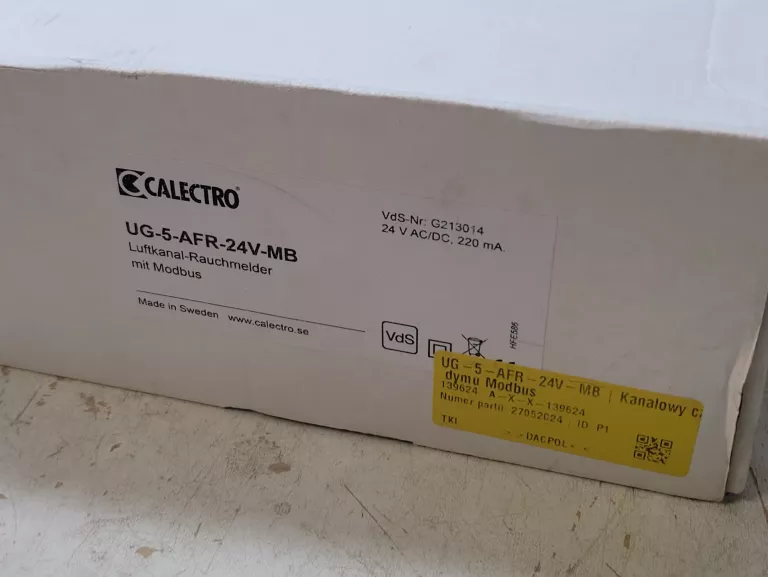 CALECTRO®
UG-5-AFR-24V-MB
Luftkanal-Rauchmelder
mit Modbus
Made in Sweden www.calectro.se
VdS-Nr: G213014
24 V AC/DC, 220 mA.
VdS
HFE586
UG-5-AFR-24V-MB | Kanałowy cz
dymu Modbus
139624 A-X-X-139624
Numer partii 27052024 | ID P1
TKI
>>DACPOL<<